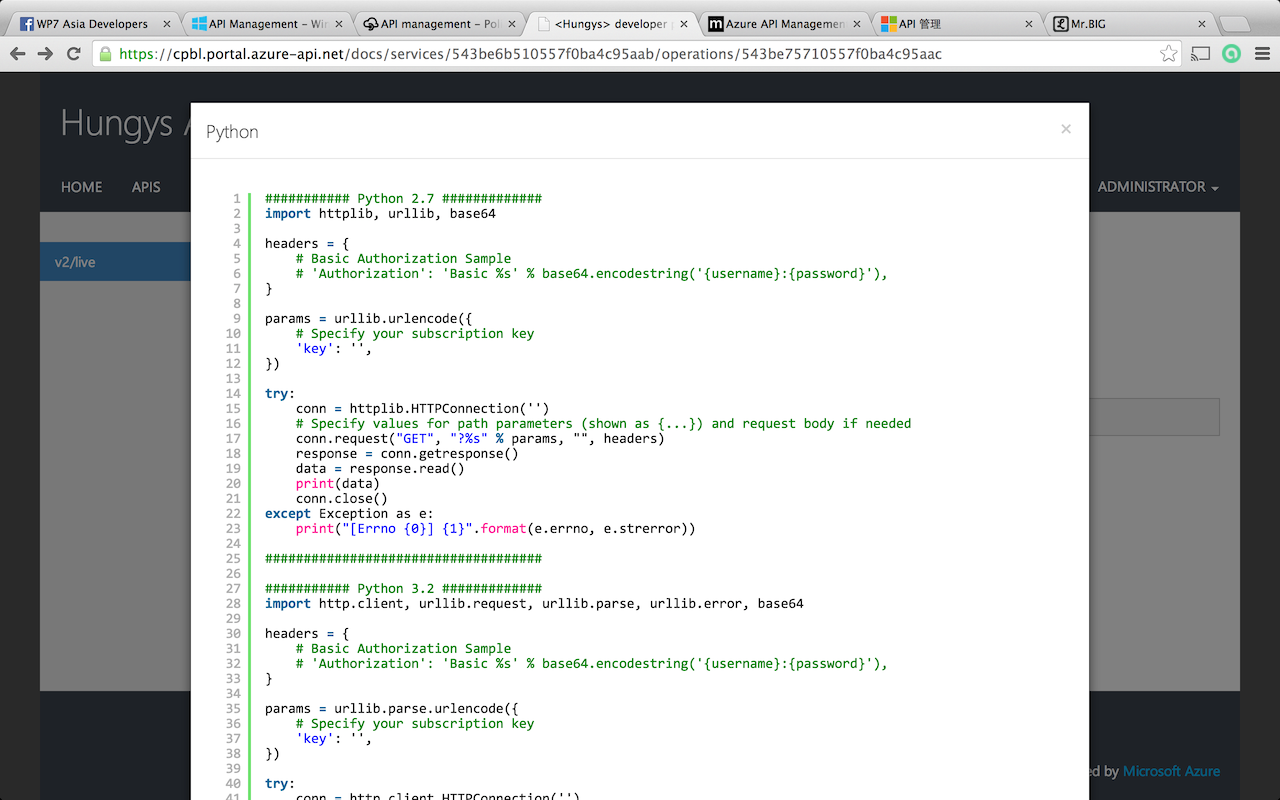 WP7 Asia Developers
API Management – Win
API management – Poli
<Hungys> developer p
Azure API Managemen
API 管理
Mr.BIG
https://cpbl.portal.azure-api.net/docs/services/543be6b510557f0ba4c95aab/operations/543be75710557f0ba4c95aac
Hungys A
HOME
APIS
ADMINISTRATOR
v2/live
Python
×
1 ########### Python 2.7 #############
2 import httplib, urllib, base64
3
4 headers = {
5     # Basic Authorization Sample
6     # 'Authorization': 'Basic %s' % base64.encodestring('{username}:{password}'),
7 }
8
9 params = urllib.urlencode({
10     # Specify your subscription key
11     'key': '',
12 })
13
14 try:
15     conn = httplib.HTTPConnection('')
16     # Specify values for path parameters (shown as {...}) and request body if needed
17     conn.request("GET", "?%s" % params, "", headers)
18     response = conn.getresponse()
19     data = response.read()
20     print(data)
21     conn.close()
22 except Exception as e:
23     print("[Errno {0}] {1}".format(e.errno, e.strerror))
24
25 ####################################
26
27 ########### Python 3.2 #############
28 import http.client, urllib.request, urllib.parse, urllib.error, base64
29
30 headers = {
31     # Basic Authorization Sample
32     # 'Authorization': 'Basic %s' % base64.encodestring('{username}:{password}'),
33 }
34
35 params = urllib.parse.urlencode({
36     # Specify your subscription key
37     'key': '',
38 })
39
40 try:
41     conn = http.client.HTTPConnection('')
ed by Microsoft Azure